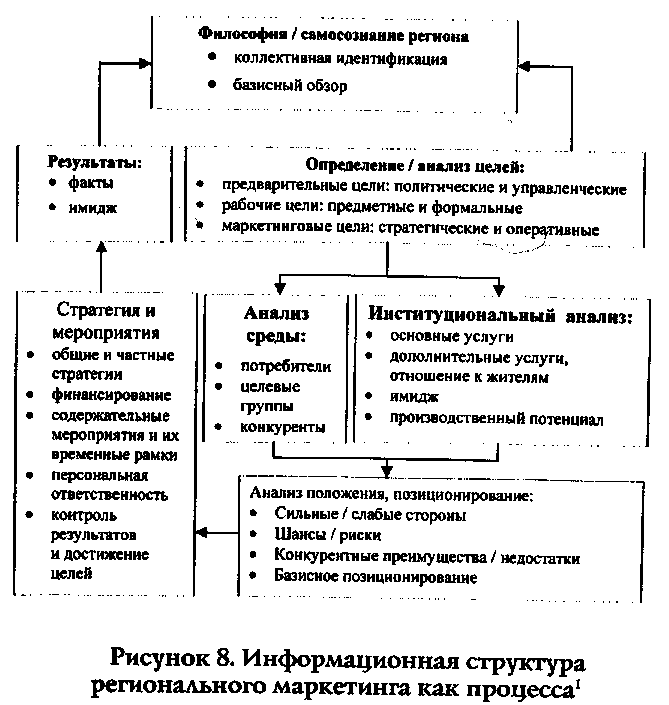 Философия / самосознание региона
• коллективная идентификация
• базисный обзор
Результаты:
• факты
• имидж
Определение / анализ целей:
• предварительные цели: политические и управленческие
• рабочие цели: предметные и формальные
• маркетинговые цели: стратегические и оперативные
Стратегия и
мероприятия
• общие и частные
стратегии
• финансирование
• содержательные
мероприятия и их
временные рамки
• персональная
ответственность
• контроль
результатов
и достижение
целей
Анализ
среды:
• потребители
• целевые
группы
• конкуренты
Институциональный анализ:
• основные услуги
• дополнительные услуги,
отношение к жителям
• имидж
• производственный потенциал
Анализ положения, позиционирование:
• Сильные / слабые стороны
• Шансы / риски
• Конкурентные преимущества / недостатки
• Базисное позиционирование
Рисунок 8. Информационная структура
регионального маркетинга как процесса¹